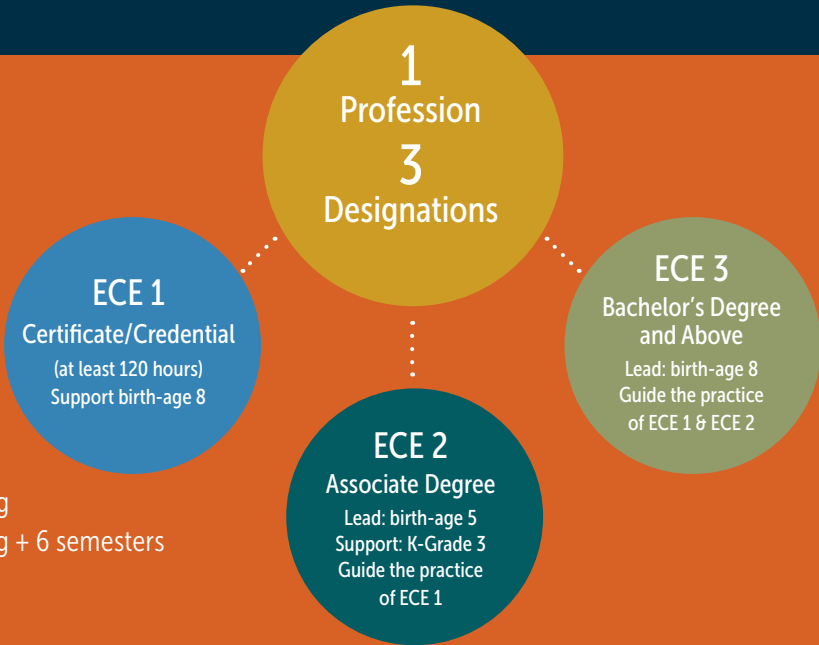 1
Profession
3
Designations
ECE 1
Certificate/Credential
(at least 120 hours)
Support birth-age 8
ECE 3
Bachelor's Degree
and Above
Lead: birth-age 8
Guide the practice
of ECE 1 & ECE 2
ECE 2
Associate Degree
Lead: birth-age 5
Support: K-Grade 3
Guide the practice
of ECE 1
+ 6 semesters